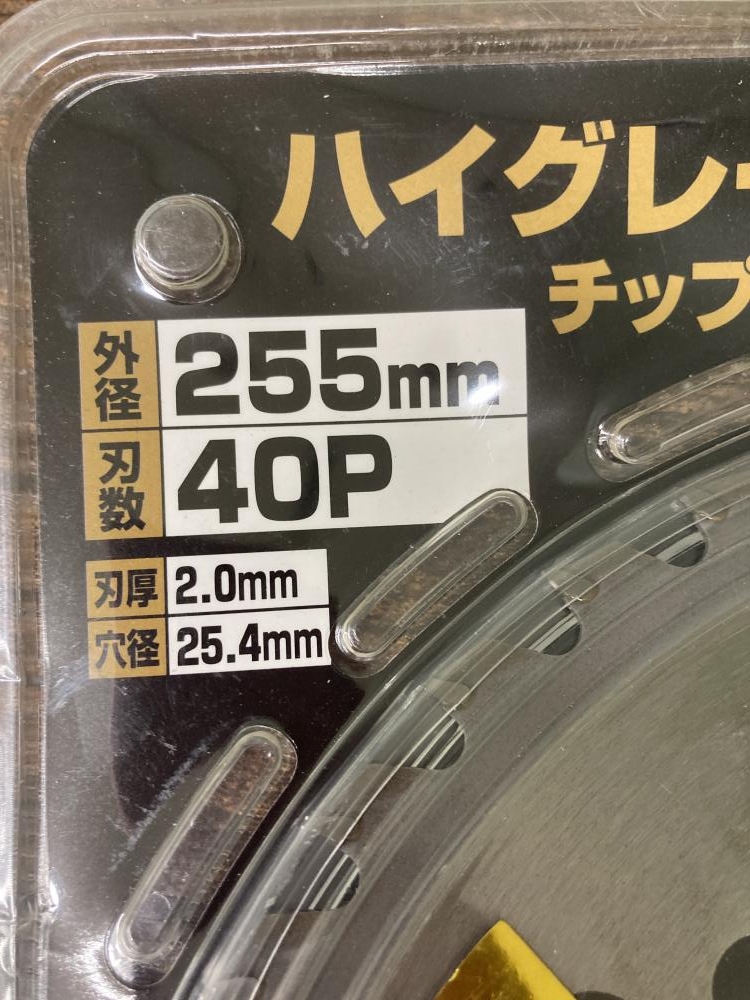 ハイグレー
チップ
外径 255mm
刃数 40P
刃厚 2.0mm
穴径 25.4mm